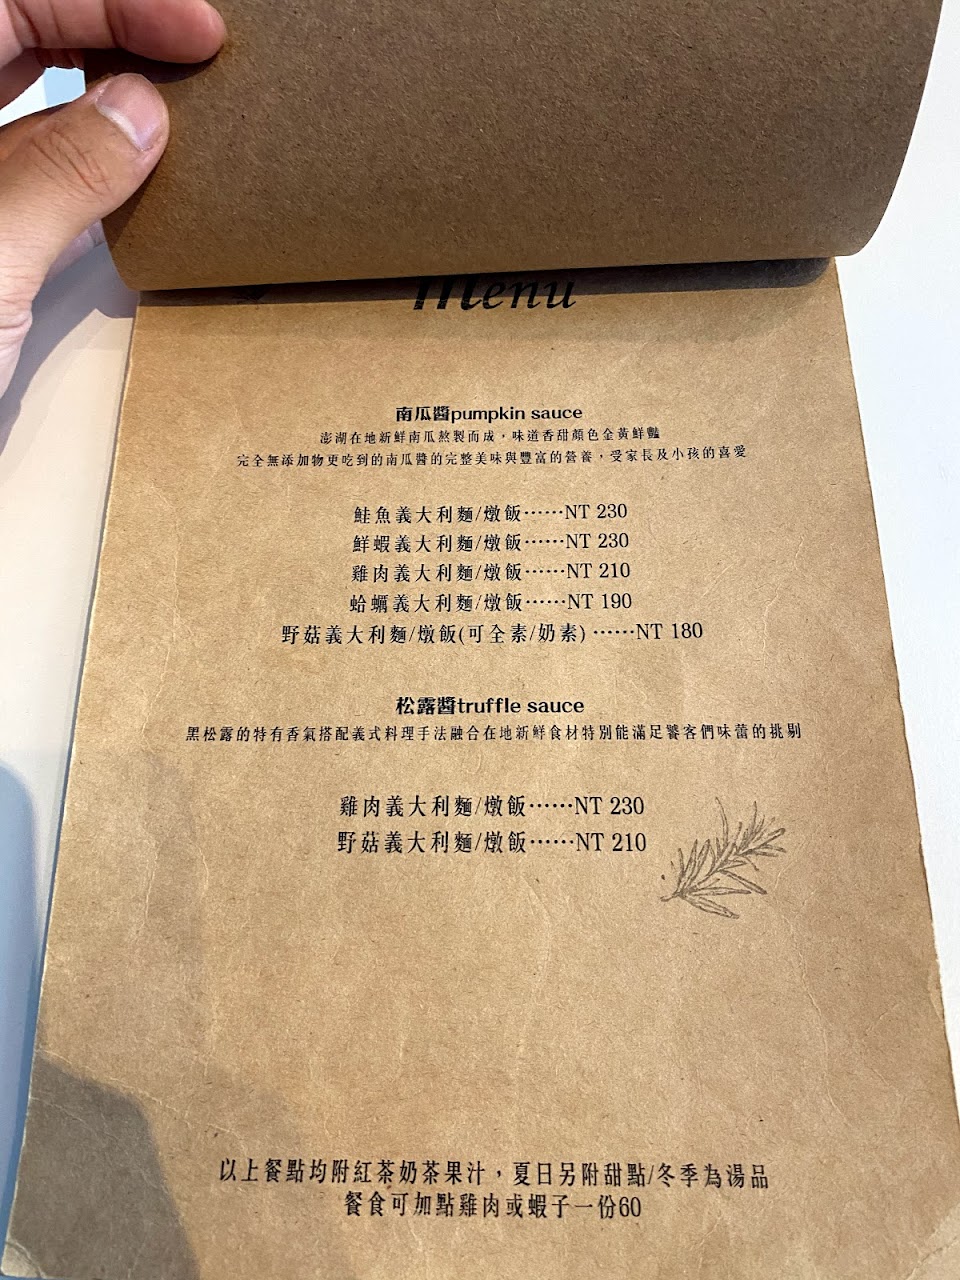 Menu
南瓜醬pumpkin sauce
澎湖在地新鮮南瓜熬製而成，味道香甜顏色金黃鮮豔
完全無添加物更吃到的南瓜醬的完整美味與豐富的營養，受家長及小孩的喜愛
鮭魚義大利麵/燉飯⋯⋯NT 230
鮮蝦義大利麵/燉飯⋯⋯NT 230
雞肉義大利麵/燉飯⋯⋯NT 210
蛤蠣義大利麵/燉飯⋯⋯NT 190
野菇義大利麵/燉飯(可全素/奶素) ⋯⋯NT 180
松露醬truffle sauce
黑松露的特有香氣搭配義式料理手法融合在地新鮮食材特別能滿足饕客們味蕾的挑剔
雞肉義大利麵/燉飯⋯⋯NT 230
野菇義大利麵/燉飯⋯⋯NT 210
以上餐點均附紅茶奶茶果汁，夏日另附甜點/冬季為湯品
餐食可加點雞肉或蝦子一份60